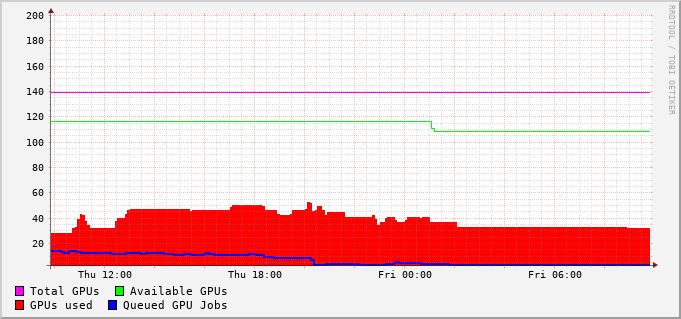 200
180
160
140
120
100
80
60
40
20
Thu 12:00 Thu 18:00 Fri 00:00 Fri 06:00
Total GPUs Available GPUs
GPUs used Queued GPU Jobs
RRDTOOL / TOBI OETIKER